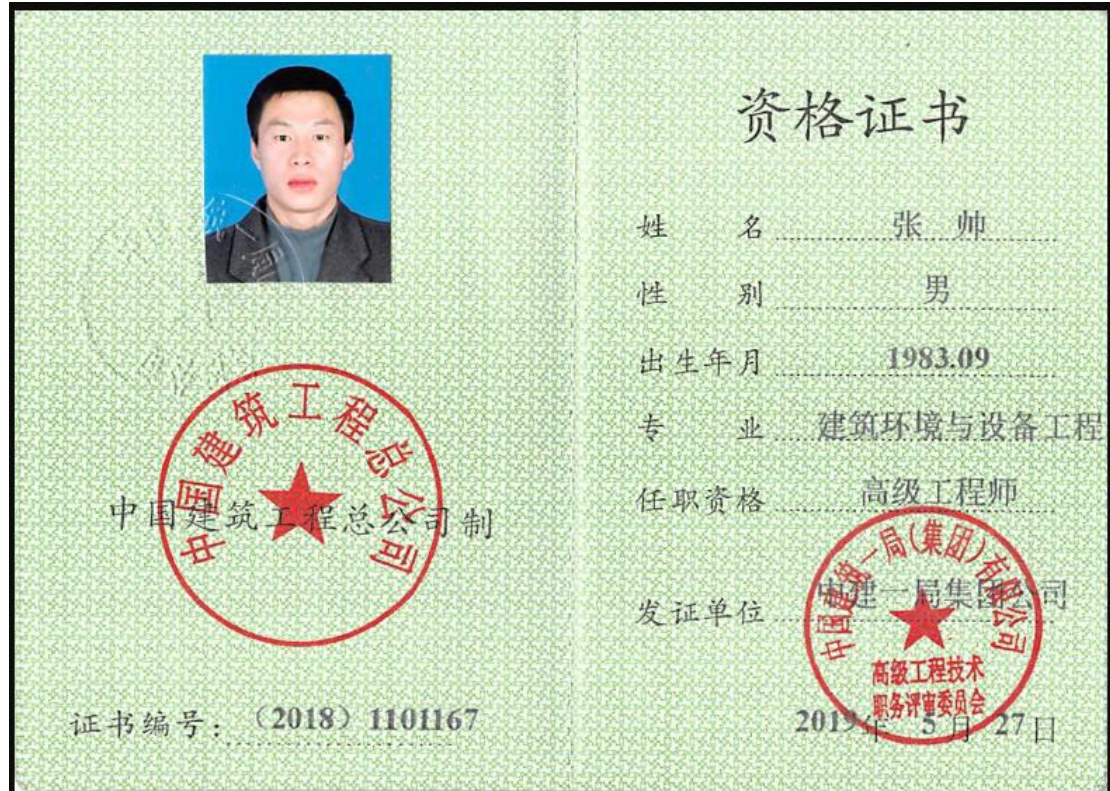 中国建筑工程总公司
中国建筑工程总公司制
证书编号：（2018）1101167
资格证书
姓 名 张 帅
性 别 男
出生年月 1983.09
专 业 建筑环境与设备工程
任职资格 高级工程师
发证单位 中建一局集团公司
中国建筑一局(集团)有限公司
高级工程技术
职务评审委员会
2019年 5 月 27日